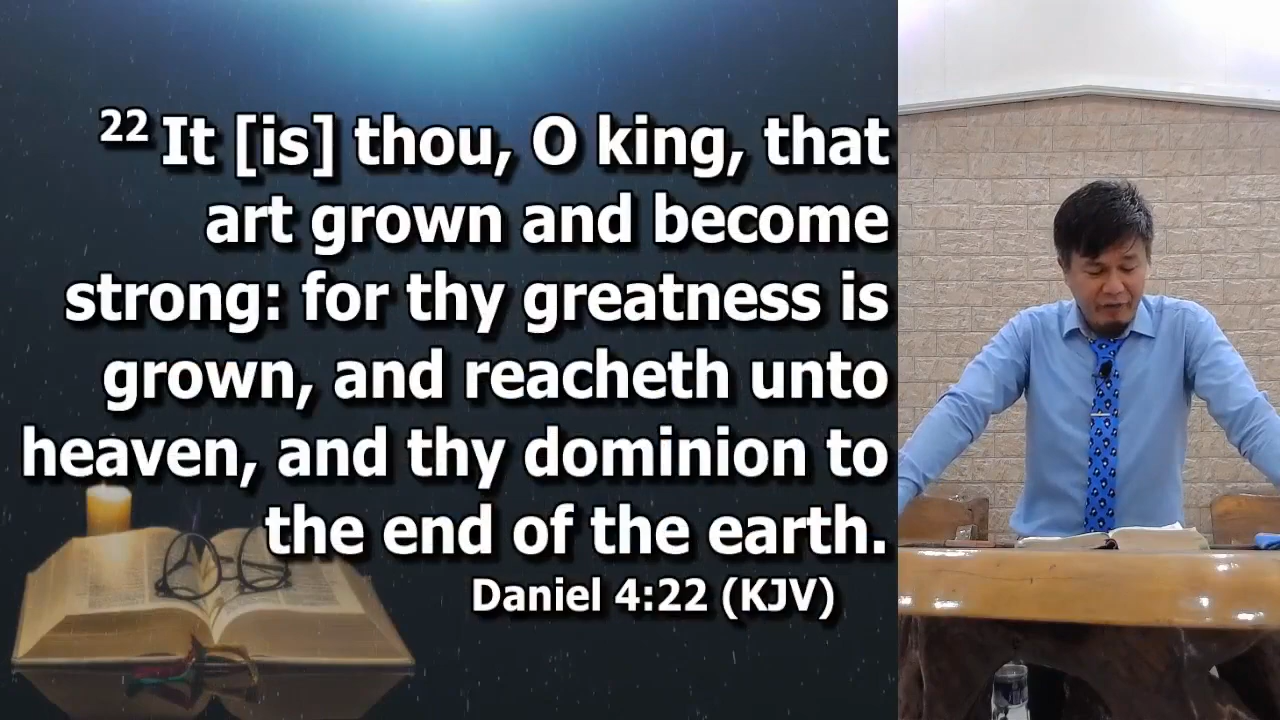 22 It [is] thou, O king, that
art grown and become
strong: for thy greatness is
grown, and reacheth unto
heaven, and thy dominion to
the end of the earth.
Daniel 4:22 (KJV)